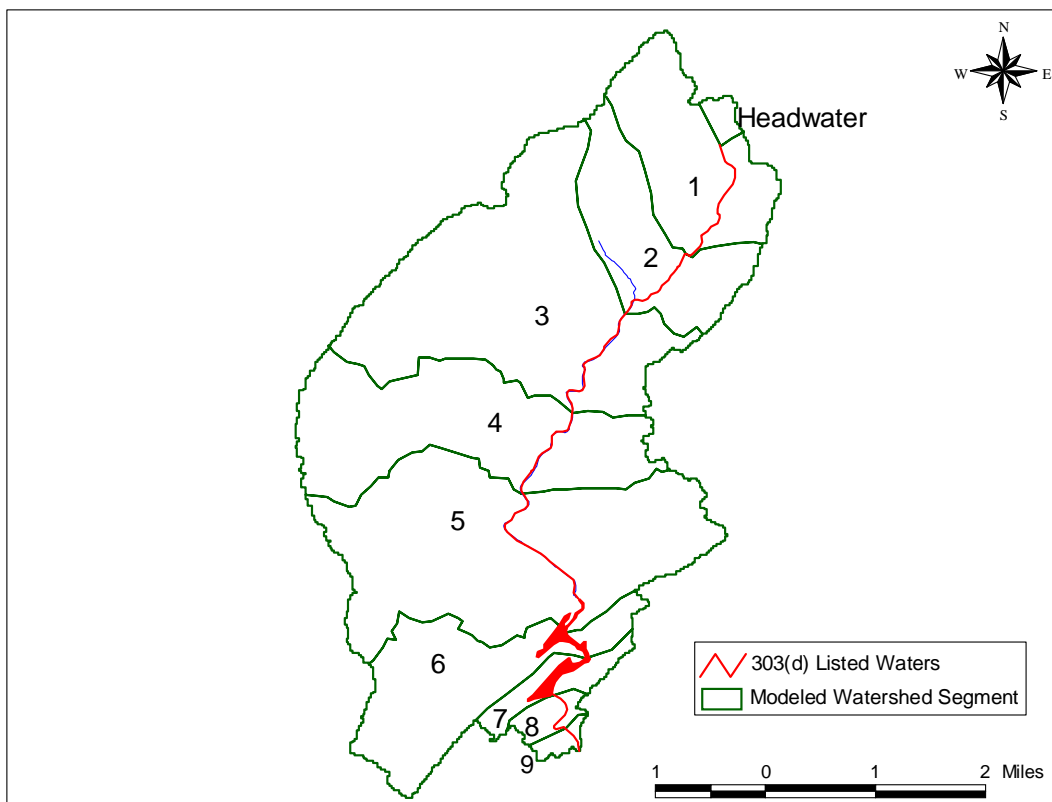 N
W E
S
Headwater
1
2
3
4
5
6
7
8
9
303(d) Listed Waters
Modeled Watershed Segment
1 0 1 2 Miles